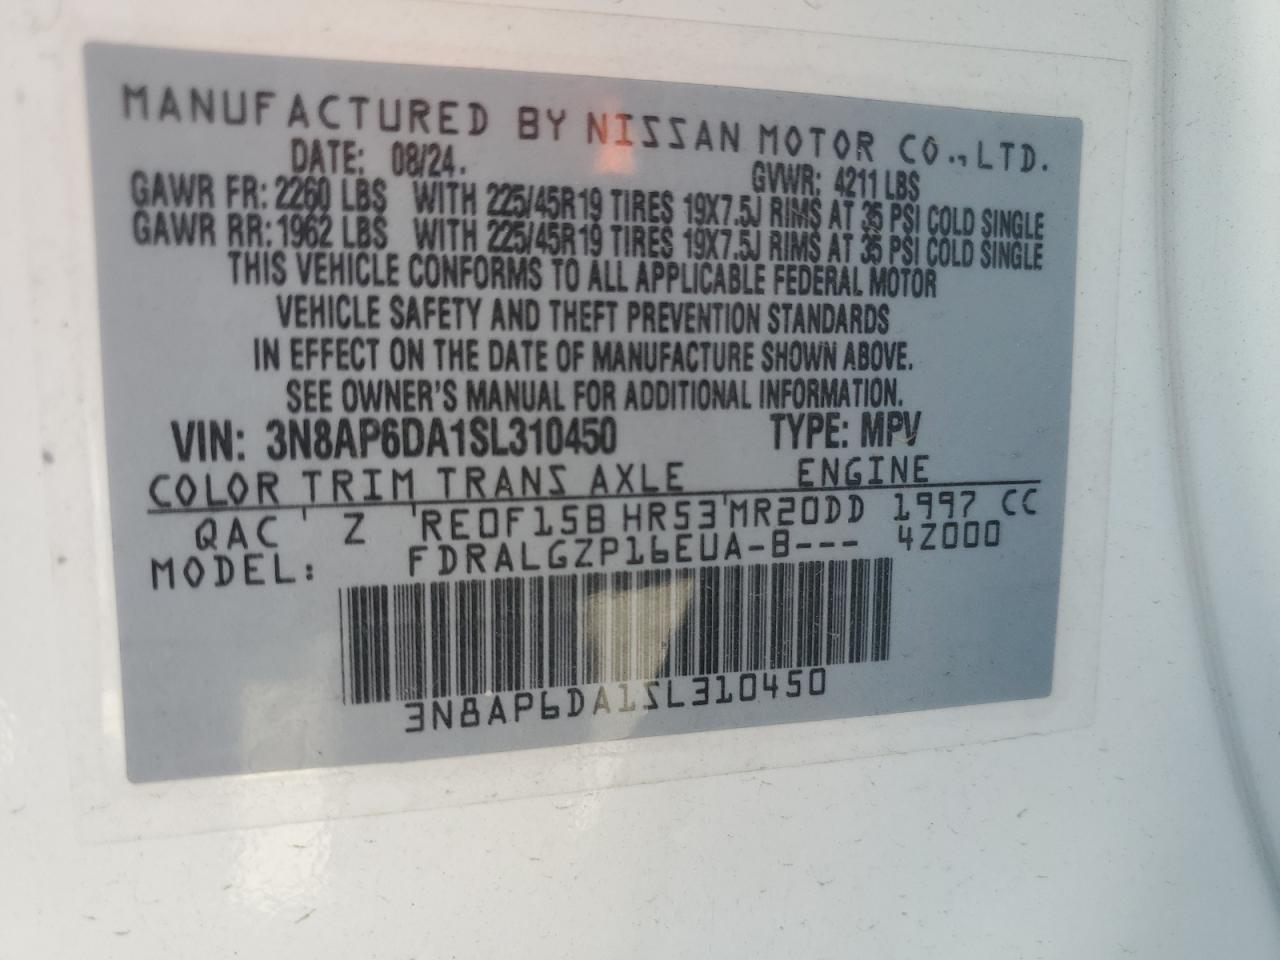 MANUFACTURED BY NISSAN MOTOR CO.,LTD.
DATE: 08/24. GVWR: 4211 LBS
GAWR FR: 2260 LBS WITH 225/45R19 TIRES 19X7.5J RIMS AT 35 PSI COLD SINGLE
GAWR RR: 1962 LBS WITH 225/45R19 TIRES 19X7.5J RIMS AT 35 PSI COLD SINGLE
THIS VEHICLE CONFORMS TO ALL APPLICABLE FEDERAL MOTOR
VEHICLE SAFETY AND THEFT PREVENTION STANDARDS
IN EFFECT ON THE DATE OF MANUFACTURE SHOWN ABOVE.
SEE OWNER'S MANUAL FOR ADDITIONAL INFORMATION.
VIN: 3N8AP6DA1SL310450 TYPE: MPV
COLOR TRIM TRANS AXLE ENGINE
QAC ' Z ' RE0F15B HR53 ' MR20DD 1997 CC
MODEL: FDRALGZP16EUA-B--- 4Z000
3N8AP6DA1SL310450